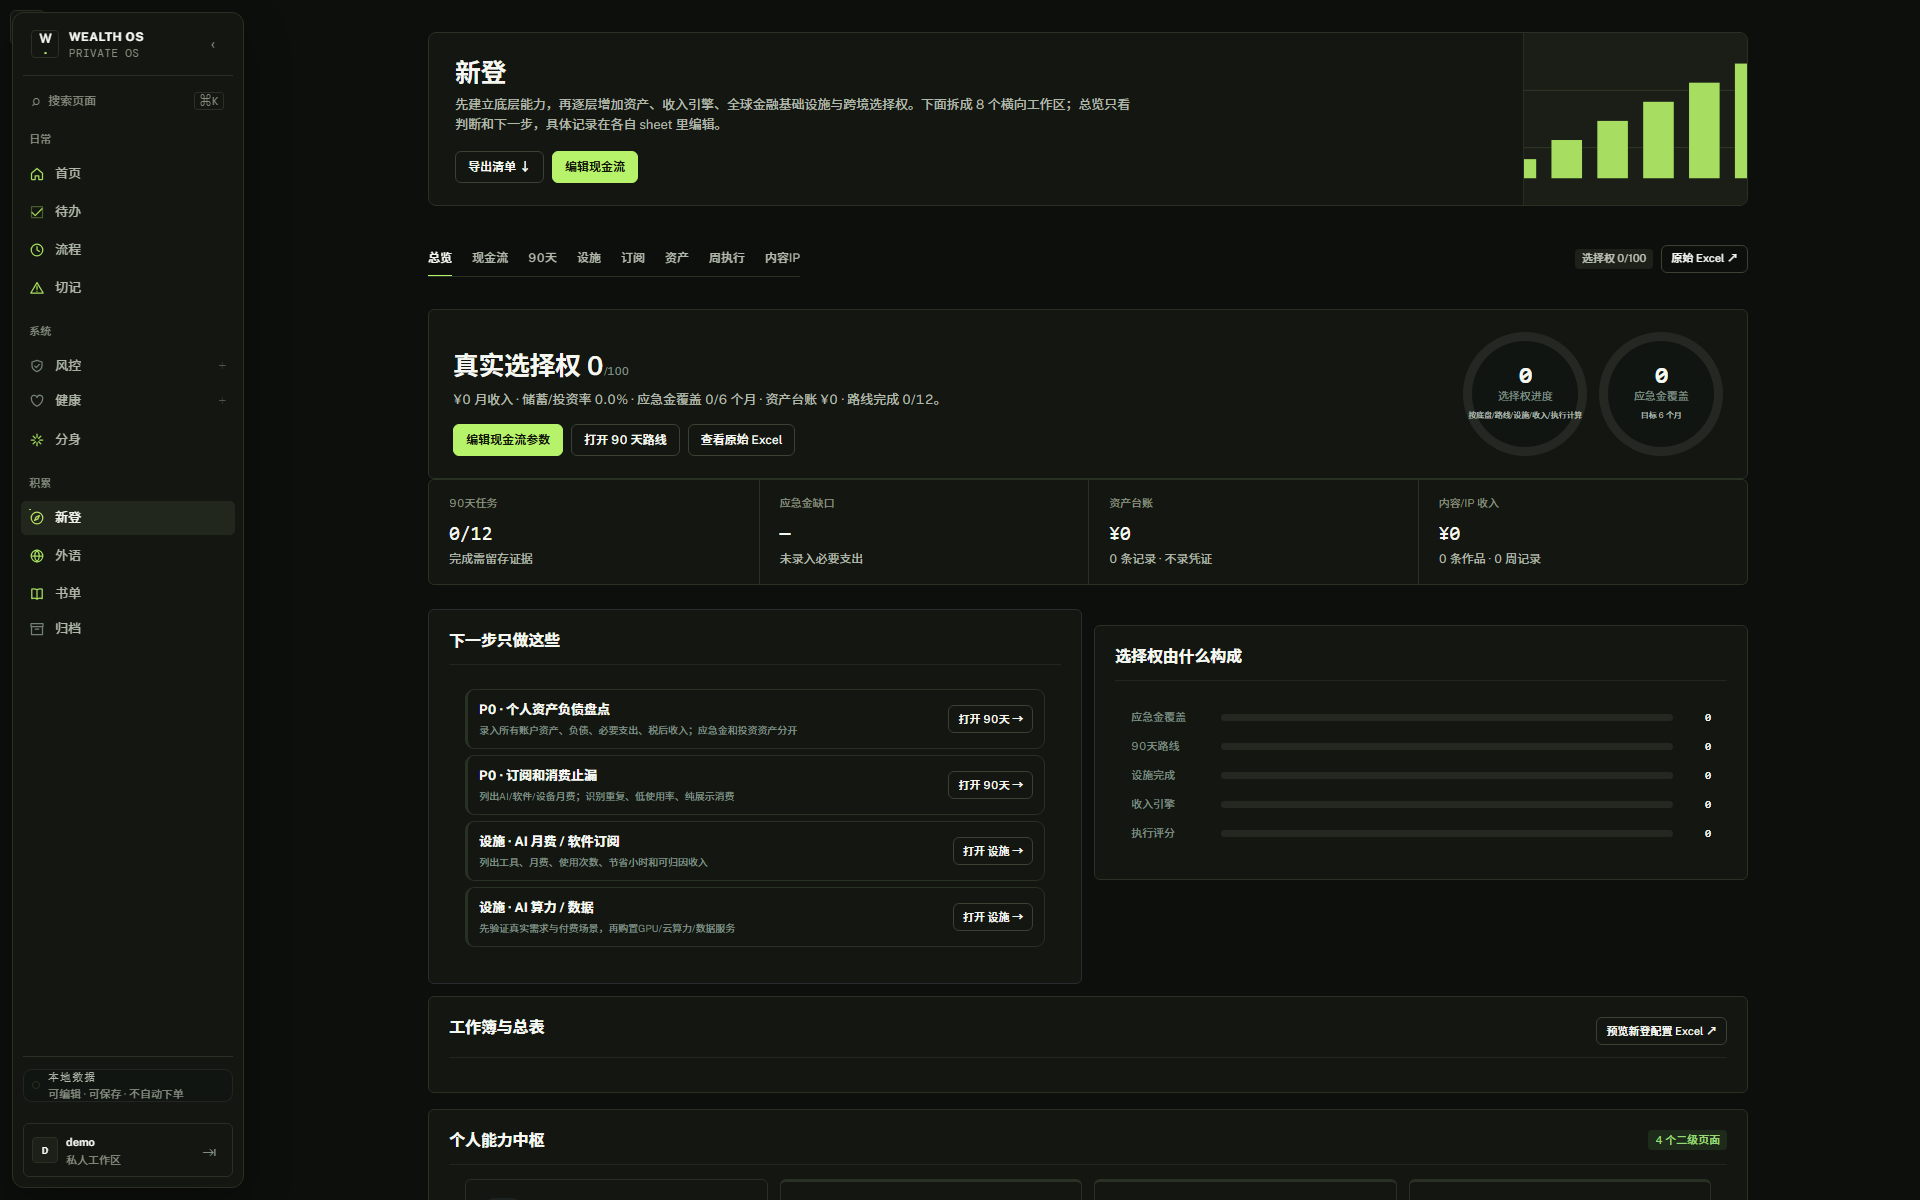 W
WEALTH OS
PRIVATE OS
‹
搜索页面
⌘K
日常
首页
待办
流程
切记
系统
风控
+
健康
+
分身
积累
新登
外语
书单
归档
本地数据
可编辑 · 可保存 · 不自动下单
D
demo
私人工作区
新登
先建立底层能力，再逐层增加资产、收入引擎、全球金融基础设施与跨境选择权。下面拆成 8 个横向工作区；总览只看
判断和下一步，具体记录在各自 sheet 里编辑。
导出清单 ↓
编辑现金流
总览
现金流
90天
设施
订阅
资产
周执行
内容IP
选择权 0/100
原始 Excel ↗
真实选择权 0/100
¥0 月收入 · 储蓄/投资率 0.0% · 应急金覆盖 0/6 个月 · 资产台账 ¥0 · 路线完成 0/12。
编辑现金流参数
打开 90 天路线
查看原始 Excel
0
选择权进度
按底盘/路线/设施/收入/执行计算
0
应急金覆盖
目标 6 个月
90天任务
0/12
完成需留存证据
应急金缺口
—
未录入必要支出
资产台账
¥0
0 条记录 · 不录凭证
内容/IP 收入
¥0
0 条作品 · 0 周记录
下一步只做这些
P0 · 个人资产负债盘点
录入所有账户资产、负债、必要支出、税后收入；应急金和投资资产分开
打开 90天 →
P0 · 订阅和消费止漏
列出AI/软件/设备月费；识别重复、低使用率、纯展示消费
打开 90天 →
设施 · AI 月费 / 软件订阅
列出工具、月费、使用次数、节省小时和可归因收入
打开 设施 →
设施 · AI 算力 / 数据
先验证真实需求与付费场景，再购置GPU/云算力/数据服务
打开 设施 →
选择权由什么构成
应急金覆盖
0
90天路线
0
设施完成
0
收入引擎
0
执行评分
0
工作簿与总表
预览新登配置 Excel ↗
个人能力中枢
4 个二级页面